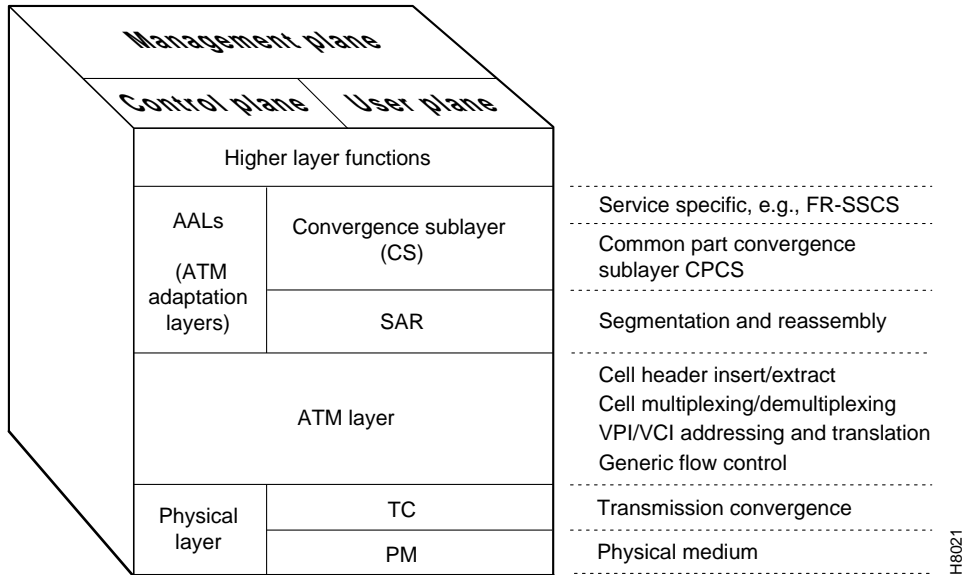 Management plane
Control plane
User plane
Higher layer functions
AALs
(ATM
adaptation
layers)
Convergence sublayer
(CS)
SAR
ATM layer
Physical
layer
TC
PM
Service specific, e.g., FR-SSCS
Common part convergence
sublayer CPCS
Segmentation and reassembly
Cell header insert/extract
Cell multiplexing/demultiplexing
VPI/VCI addressing and translation
Generic flow control
Transmission convergence
Physical medium
H8021